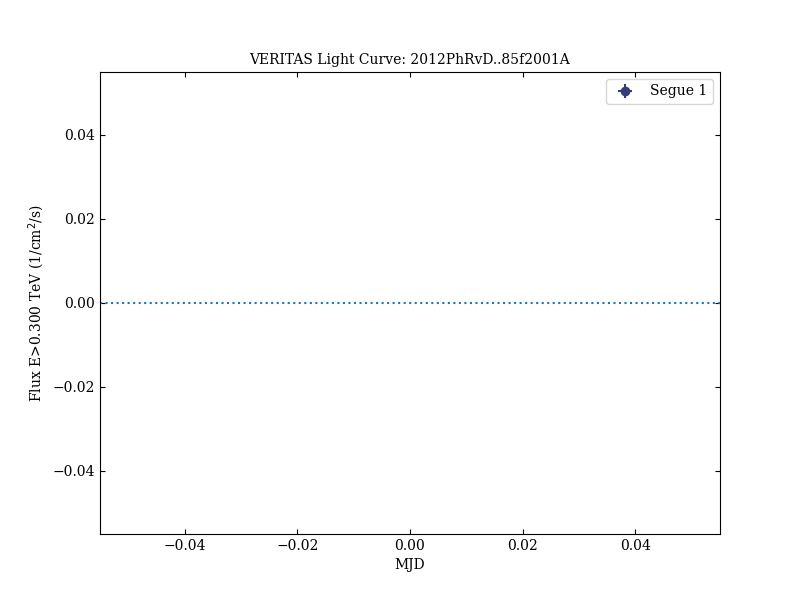 VERITAS Light Curve: 2012PhRvD..85f2001A
Segue 1
0.04
0.02
0.00
−0.02
−0.04
Flux E>0.300 TeV (1/cm²/s)
−0.04
−0.02
0.00
0.02
0.04
MJD